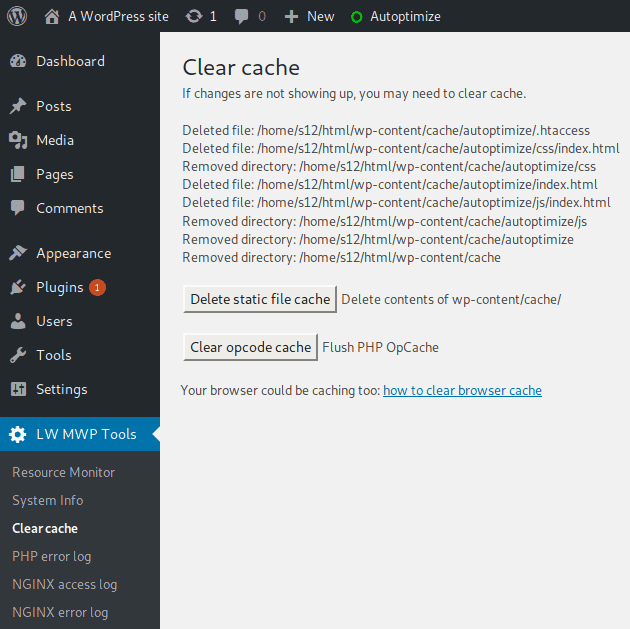 A WordPress site 1 0 New Autoptimize
Dashboard
Posts
Media
Pages
Comments
Appearance
Plugins 1
Users
Tools
Settings
LW MWP Tools
Resource Monitor
System Info
Clear cache
PHP error log
NGINX access log
NGINX error log
Clear cache
If changes are not showing up, you may need to clear cache.
Deleted file: /home/s12/html/wp-content/cache/autoptimize/.htaccess
Deleted file: /home/s12/html/wp-content/cache/autoptimize/css/index.html
Removed directory: /home/s12/html/wp-content/cache/autoptimize/css
Deleted file: /home/s12/html/wp-content/cache/autoptimize/index.html
Deleted file: /home/s12/html/wp-content/cache/autoptimize/js/index.html
Removed directory: /home/s12/html/wp-content/cache/autoptimize/js
Removed directory: /home/s12/html/wp-content/cache/autoptimize
Removed directory: /home/s12/html/wp-content/cache
Delete static file cache Delete contents of wp-content/cache/
Clear opcode cache Flush PHP OpCache
Your browser could be caching too: how to clear browser cache